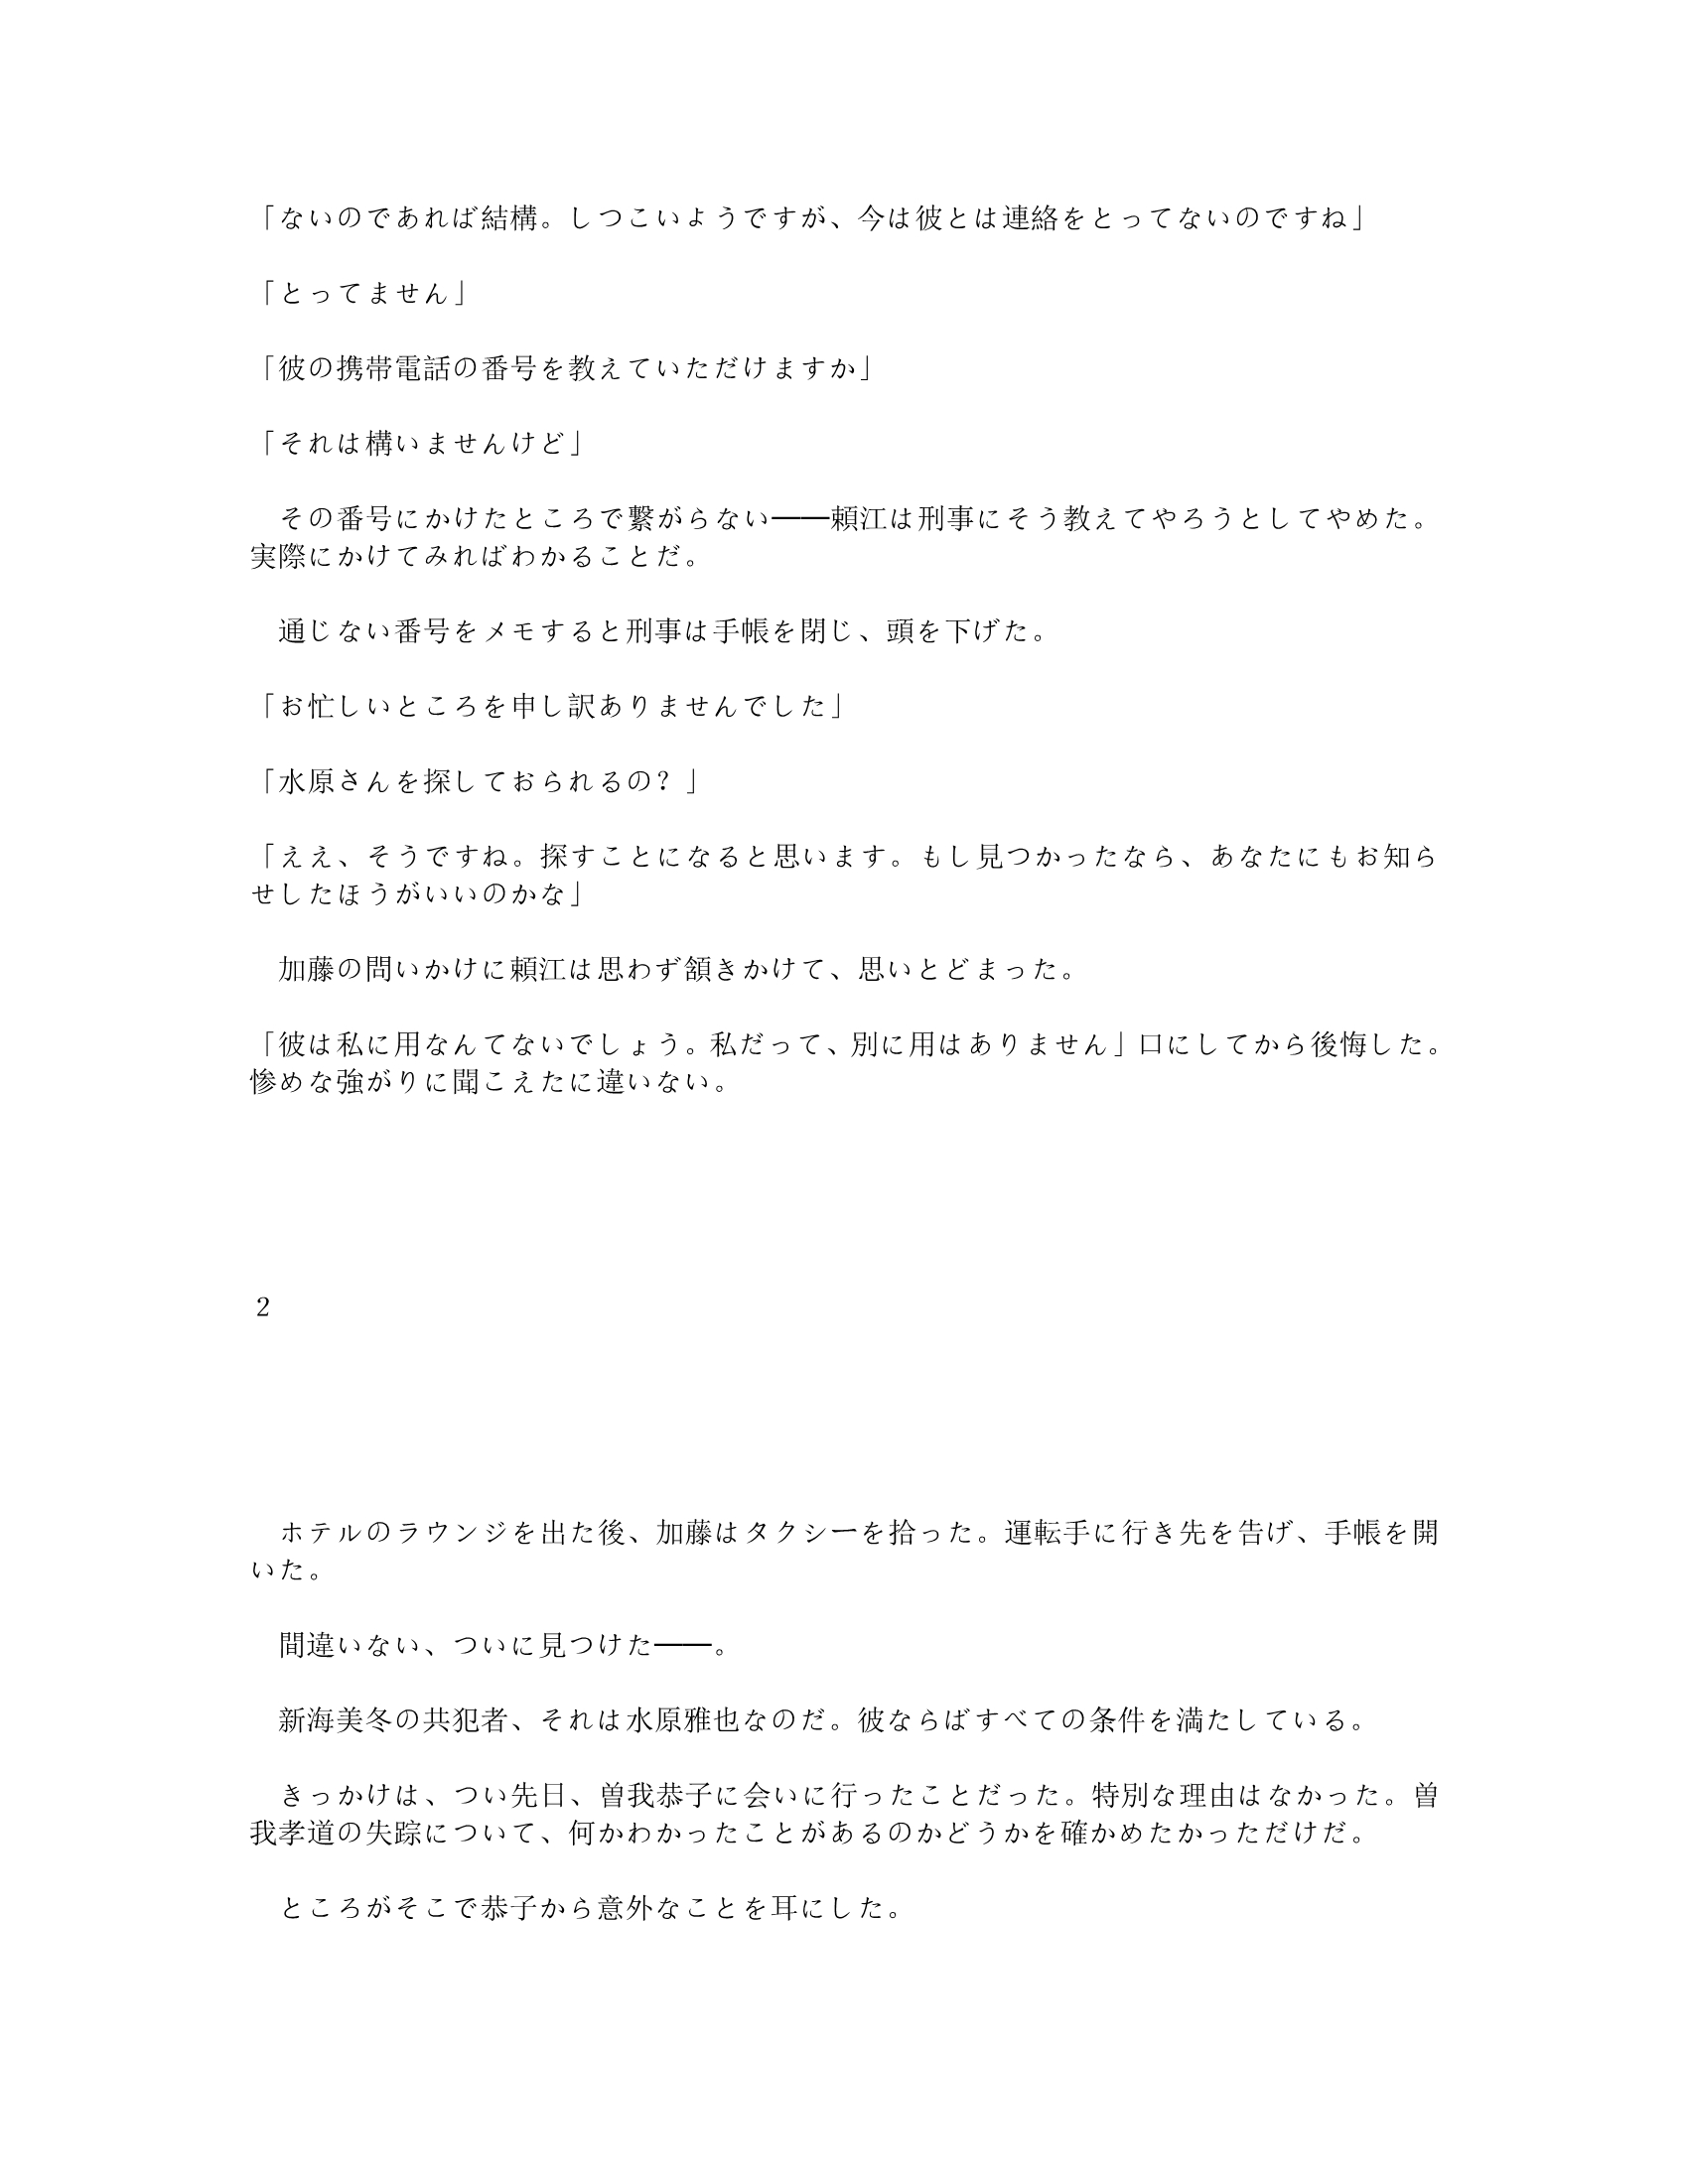 「ないのであれば結構。しつこいようですが、今は彼とは連絡をとってないのですね」
「とってません」
「彼の携帯電話の番号を教えていただけますか」
「それは構いませんけど」
　その番号にかけたところで繋がらない――頼江は刑事にそう教えてやろうとしてやめた。
実際にかけてみればわかることだ。
　通じない番号をメモすると刑事は手帳を閉じ、頭を下げた。
「お忙しいところを申し訳ありませんでした」
「水原さんを探しておられるの？」
「ええ、そうですね。探すことになると思います。もし見つかったなら、あなたにもお知ら
せしたほうがいいのかな」
　加藤の問いかけに頼江は思わず頷きかけて、思いとどまった。
「彼は私に用なんてないでしょう。私だって、別に用はありません」口にしてから後悔した。
惨めな強がりに聞こえたに違いない。
２
　ホテルのラウンジを出た後、加藤はタクシーを拾った。運転手に行き先を告げ、手帳を開
いた。
　間違いない、ついに見つけた――。
　新海美冬の共犯者、それは水原雅也なのだ。彼ならばすべての条件を満たしている。
　きっかけは、つい先日、曽我恭子に会いに行ったことだった。特別な理由はなかった。曽
我孝道の失踪について、何かわかったことがあるのかどうかを確かめたかっただけだ。
　ところがそこで恭子から意外なことを耳にした。